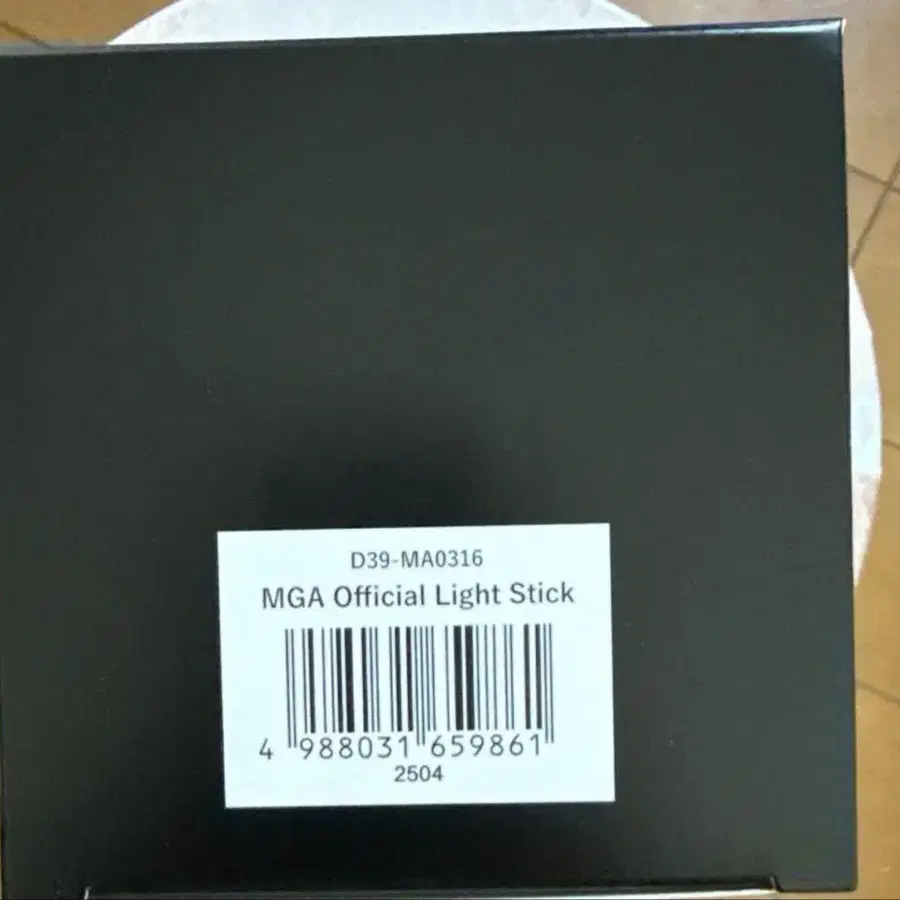 D39-MA0316
MGA Official Light Stick
4 988031 659861
2504